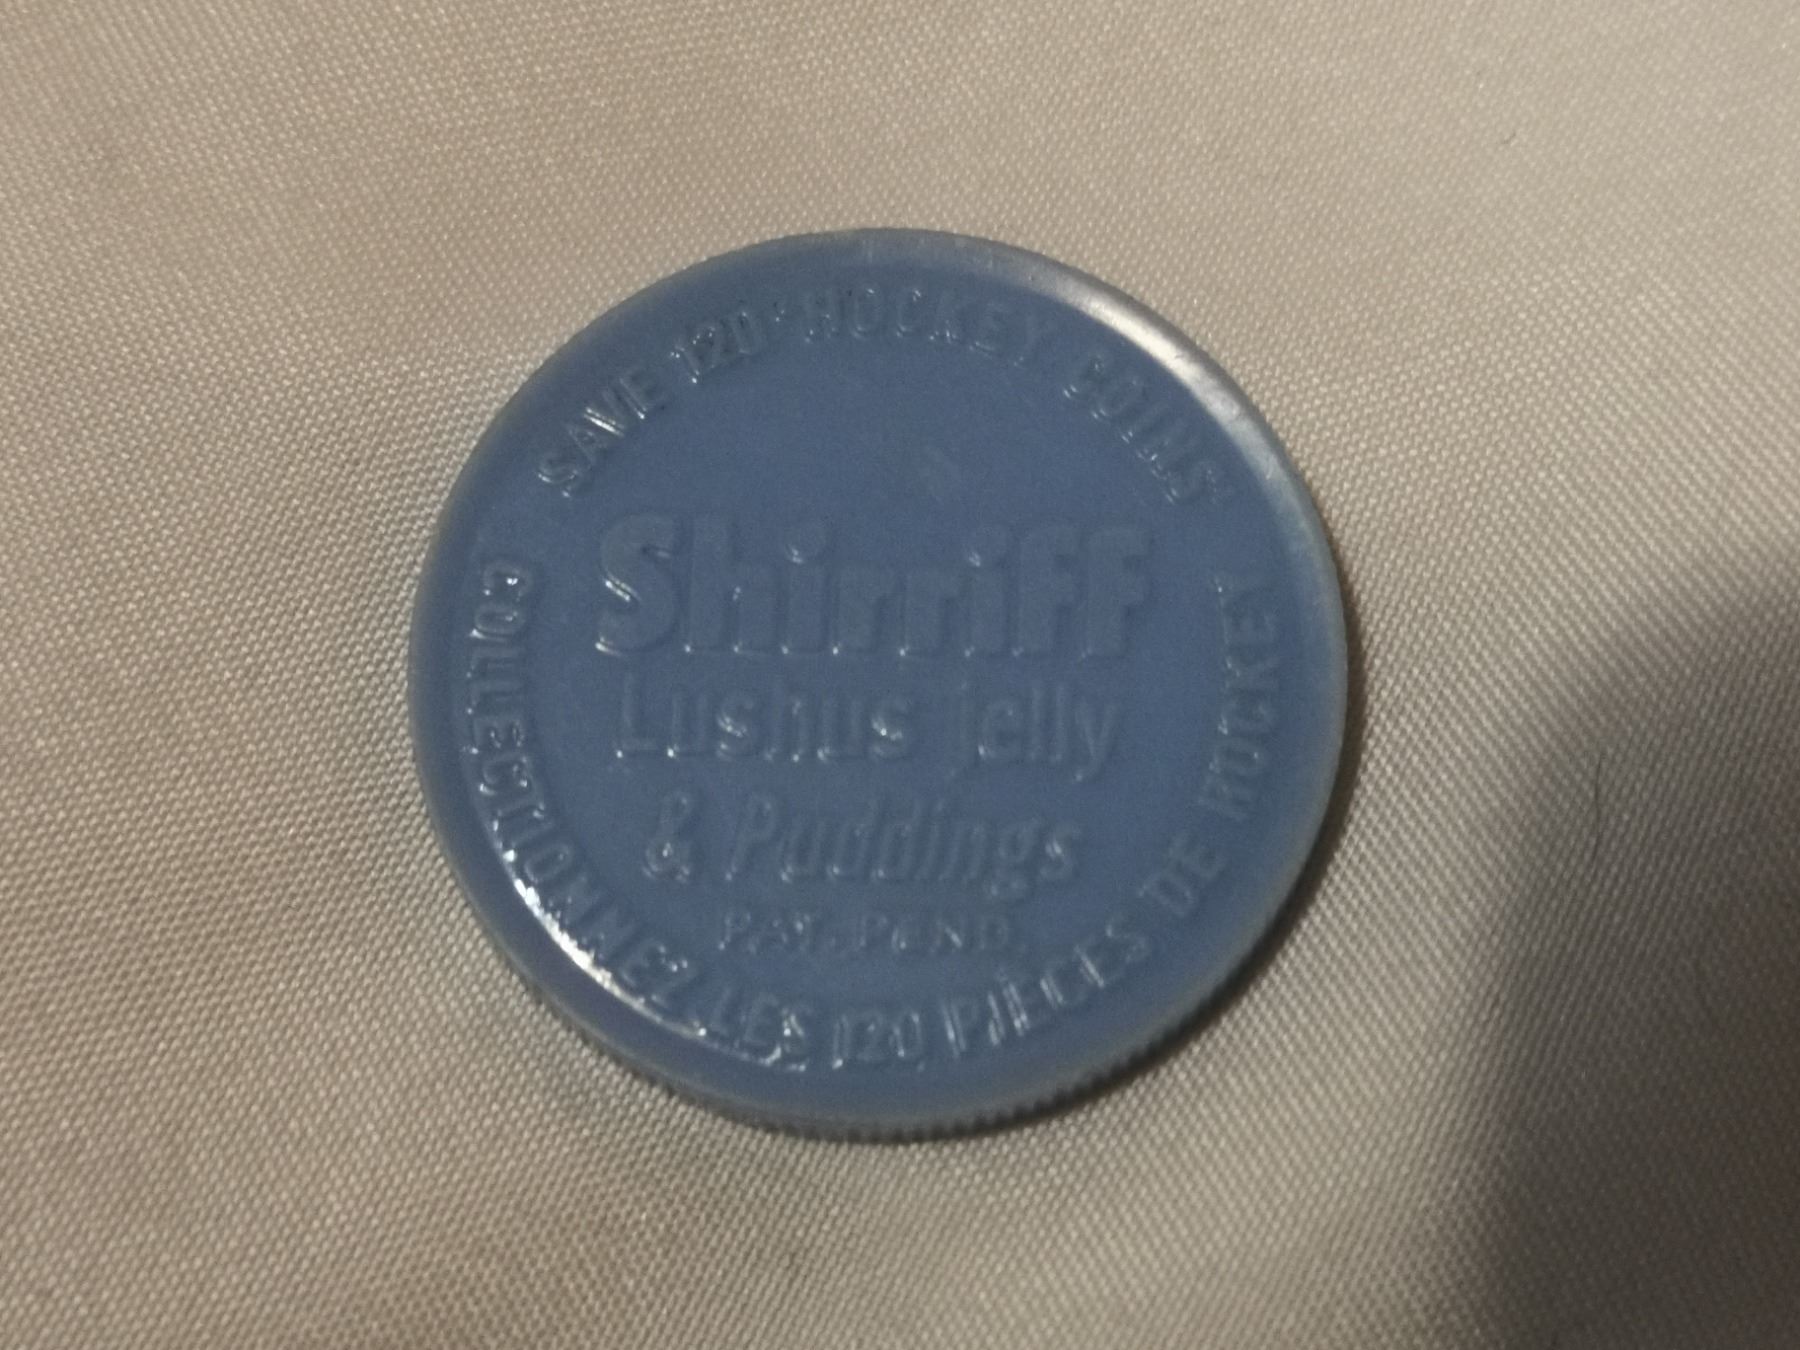 SAVE 120 "HOCKEY COINS"
Shirriff
Lushus Jelly
& Puddings
PAT. PEND.
COLLECTIONNEZ LES 120 PIÈCES DE HOCKEY